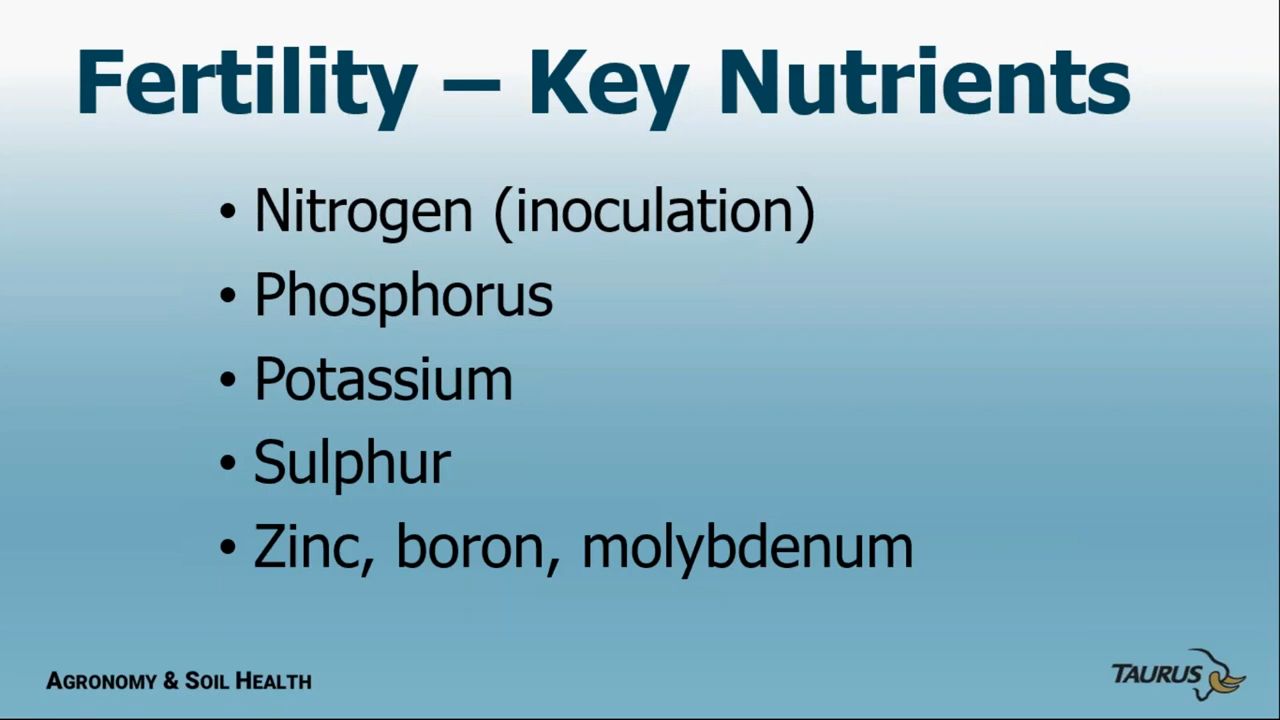 Fertility – Key Nutrients
• Nitrogen (inoculation)
• Phosphorus
• Potassium
• Sulphur
• Zinc, boron, molybdenum
AGRONOMY & SOIL HEALTH
TAURUS